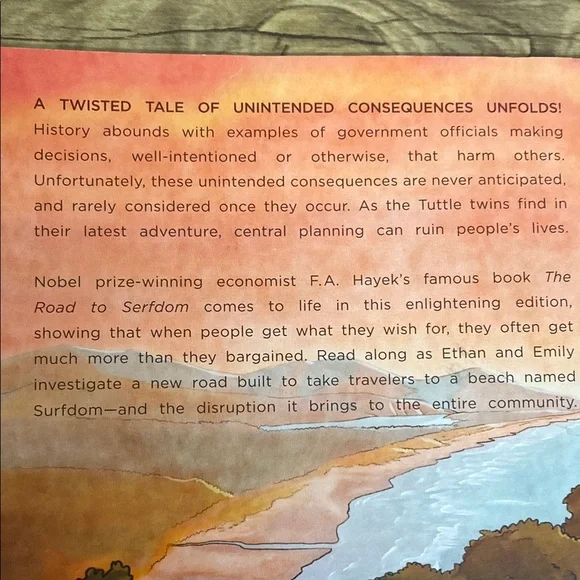 A TWISTED TALE OF UNINTENDED CONSEQUENCES UNFOLDS!
History abounds with examples of government officials making
decisions, well-intentioned or otherwise, that harm others.
Unfortunately, these unintended consequences are never anticipated,
and rarely considered once they occur. As the Tuttle twins find in
their latest adventure, central planning can ruin people's lives.
Nobel prize-winning economist F.A. Hayek's famous book The
Road to Serfdom comes to life in this enlightening edition,
showing that when people get what they wish for, they often get
much more than they bargained. Read along as Ethan and Emily
investigate a new road built to take travelers to a beach named
Surfdom—and the disruption it brings to the entire community.